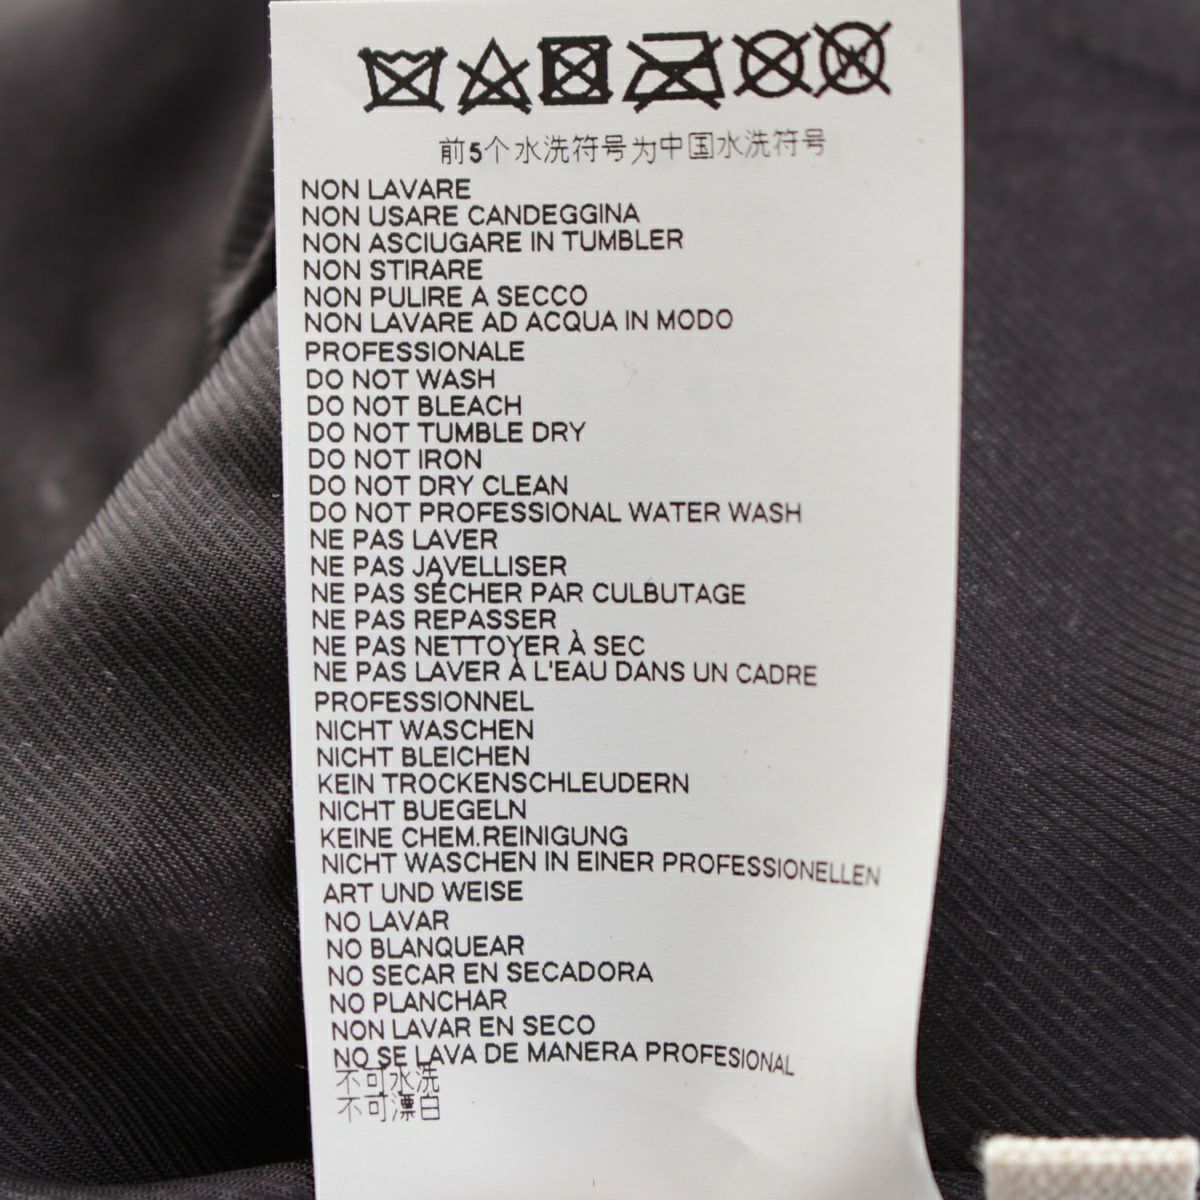 前5个水洗符号为中国水洗符号
NON LAVARE
NON USARE CANDEGGINA
NON ASCIUGARE IN TUMBLER
NON STIRARE
NON PULIRE A SECCO
NON LAVARE AD ACQUA IN MODO
PROFESSIONALE
DO NOT WASH
DO NOT BLEACH
DO NOT TUMBLE DRY
DO NOT IRON
DO NOT DRY CLEAN
DO NOT PROFESSIONAL WATER WASH
NE PAS LAVER
NE PAS JAVELLISER
NE PAS SÉCHER PAR CULBUTAGE
NE PAS REPASSER
NE PAS NETTOYER À SEC
NE PAS LAVER À L'EAU DANS UN CADRE
PROFESSIONNEL
NICHT WASCHEN
NICHT BLEICHEN
KEIN TROCKENSCHLEUDERN
NICHT BUEGELN
KEINE CHEM.REINIGUNG
NICHT WASCHEN IN EINER PROFESSIONELLEN
ART UND WEISE
NO LAVAR
NO BLANQUEAR
NO SECAR EN SECADORA
NO PLANCHAR
NON LAVAR EN SECO
NO SE LAVA DE MANERA PROFESIONAL
不可水洗
不可漂白